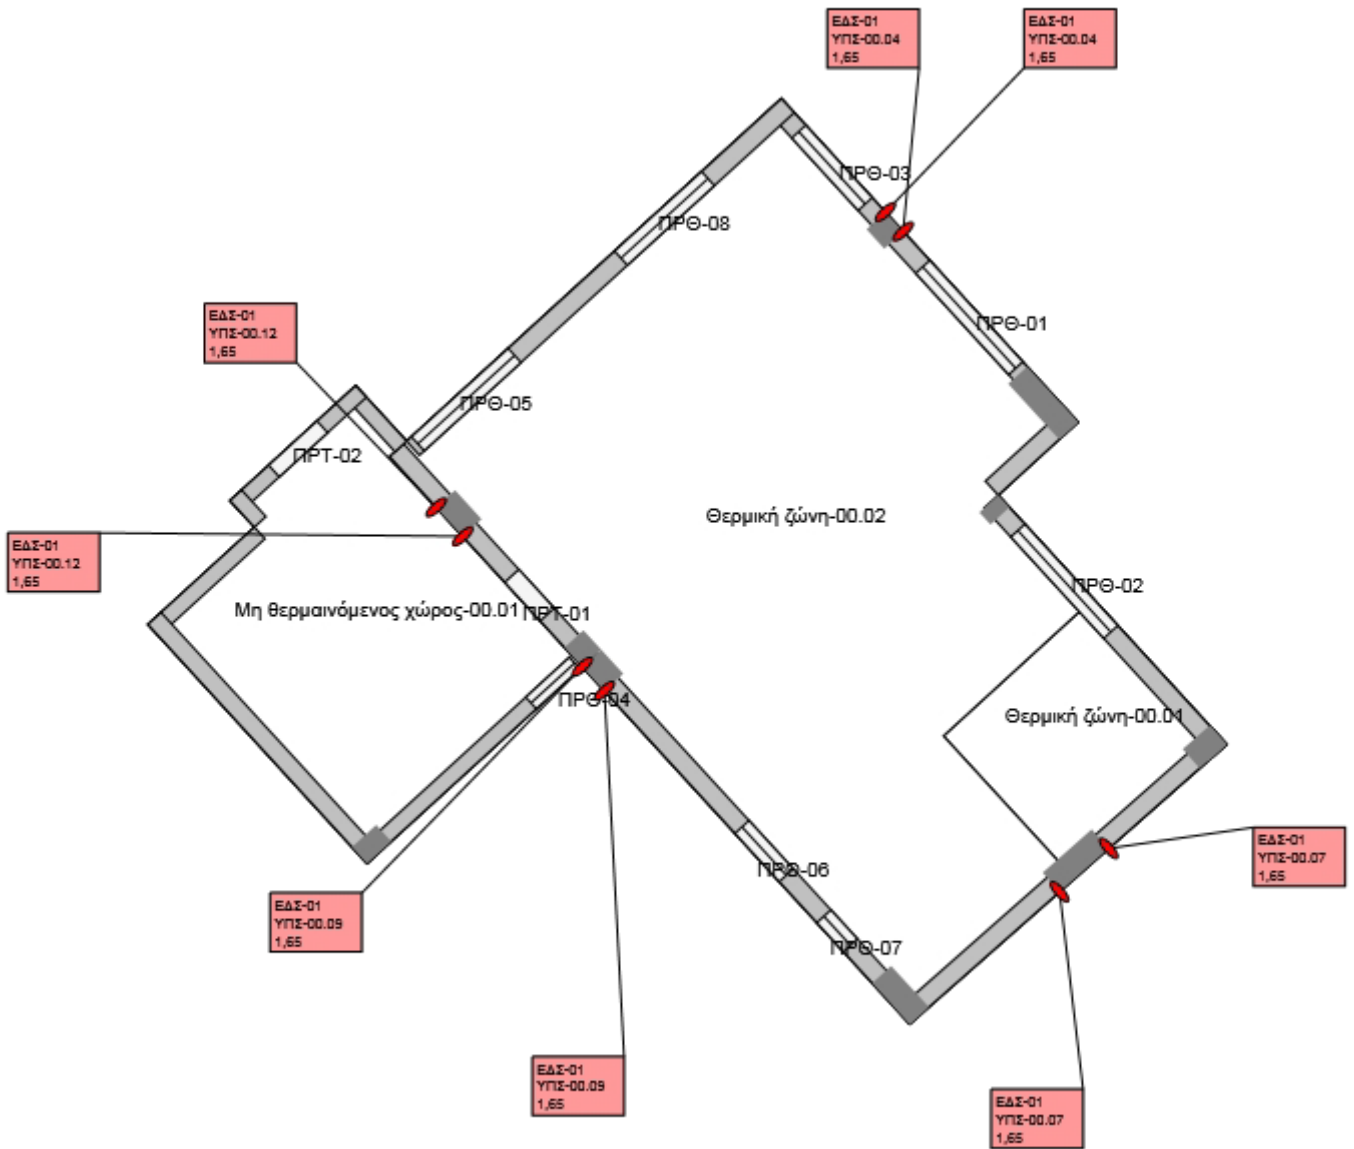 ΕΔΣ-01
ΥΠΣ-00.04
1,65
ΕΔΣ-01
ΥΠΣ-00.04
1,65
ΠΡΘ-03
ΠΡΘ-08
ΠΡΘ-01
ΕΔΣ-01
ΥΠΣ-00.12
1,65
ΠΡΘ-05
ΠΡΤ-02
Θερμική ζώνη-00.02
ΕΔΣ-01
ΥΠΣ-00.12
1,65
ΠΡΘ-02
Μη θερμαινόμενος χώρος-00.01
ΠΡΤ-01
ΠΡΘ-04
Θερμική ζώνη-00.01
ΕΔΣ-01
ΥΠΣ-00.07
1,65
ΠΡΘ-06
ΕΔΣ-01
ΥΠΣ-00.09
1,65
ΠΡΘ-07
ΕΔΣ-01
ΥΠΣ-00.09
1,65
ΕΔΣ-01
ΥΠΣ-00.07
1,65